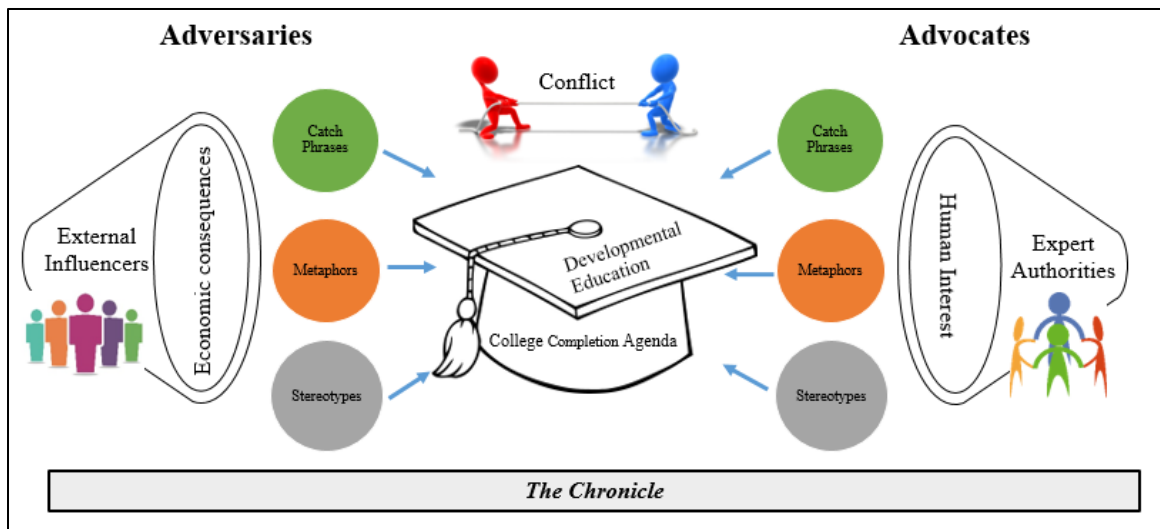 Adversaries
Advocates
Conflict
Catch
Phrases
Catch
Phrases
External
Influencers
Economic consequences
Metaphors
Developmental
Education
Metaphors
Human Interest
Expert
Authorities
College Completion Agenda
Stereotypes
Stereotypes
The Chronicle